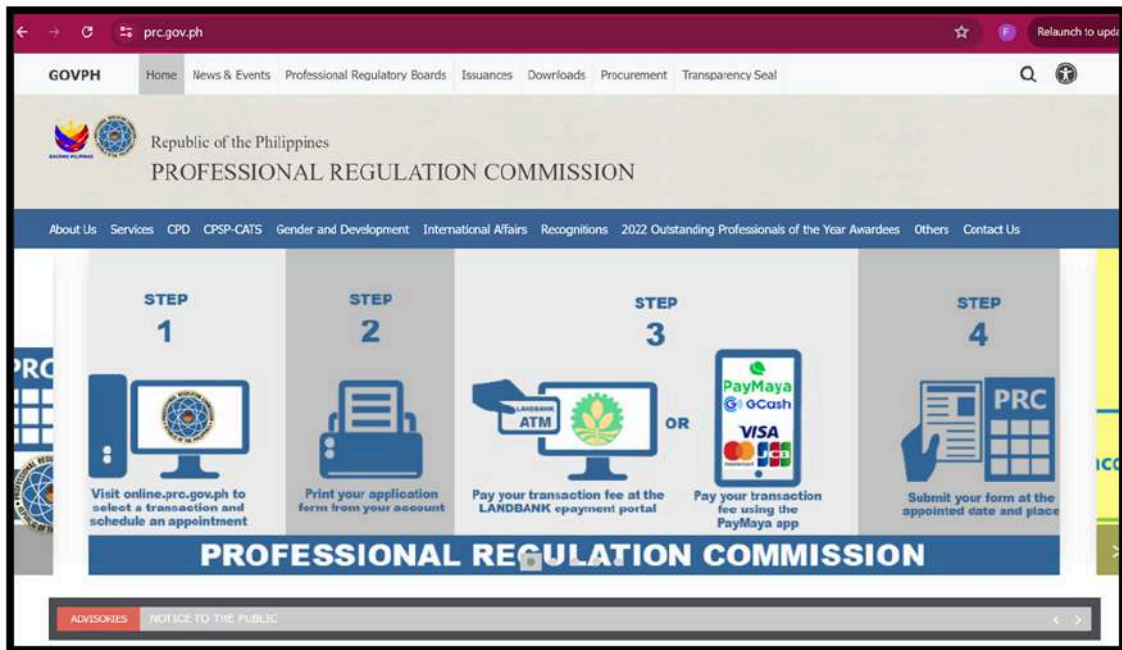 prc.gov.ph
Relaunch to upda
GOVPH Home News & Events Professional Regulatory Boards Issuances Downloads Procurement Transparency Seal
BAGONG PILIPINAS
Republic of the Philippines
PROFESSIONAL REGULATION COMMISSION
About Us Services CPD CPSP-CATS Gender and Development International Affairs Recognitions 2022 Outstanding Professionals of the Year Awardees Others Contact Us
PRC
STEP
1
Visit online.prc.gov.ph to
select a transaction and
schedule an appointment
STEP
2
Print your application
form from your account
STEP
3
LANDBANK
ATM
Pay your transaction fee at the
LANDBANK epayment portal
OR
PayMaya
GCash
VISA
mastercard JCB
Pay your transaction
fee using the
PayMaya app
STEP
4
PRC
Submit your form at the
appointed date and place
PROFESSIONAL REGULATION COMMISSION
ADVISORIES NOTICE TO THE PUBLIC